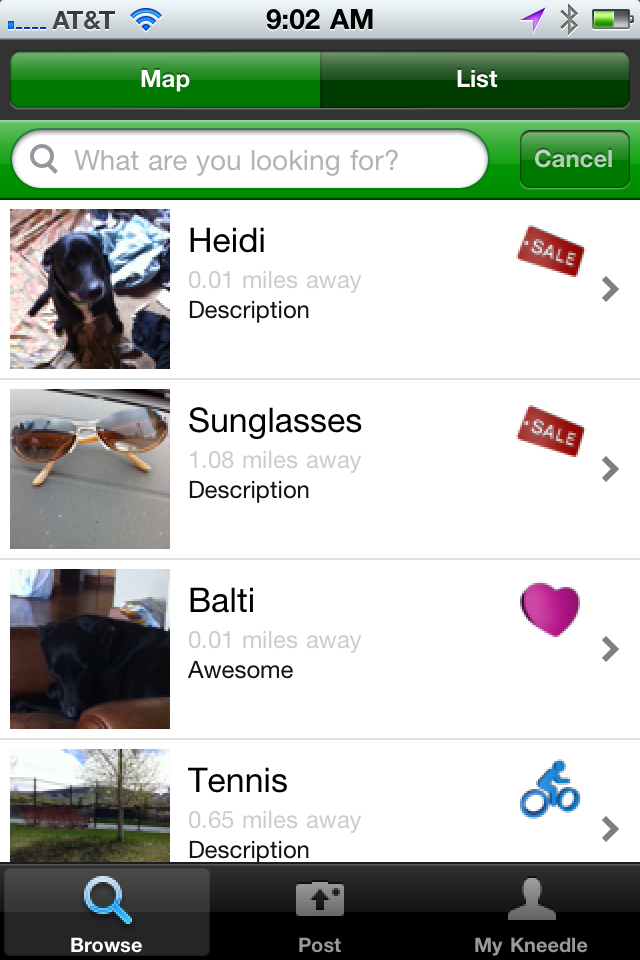 AT&T 9:02 AM
Map List
What are you looking for? Cancel
Heidi
SALE
0.01 miles away
Description
Sunglasses
SALE
1.08 miles away
Description
Balti
0.01 miles away
Awesome
Tennis
0.65 miles away
Description
Browse Post My Kneedle